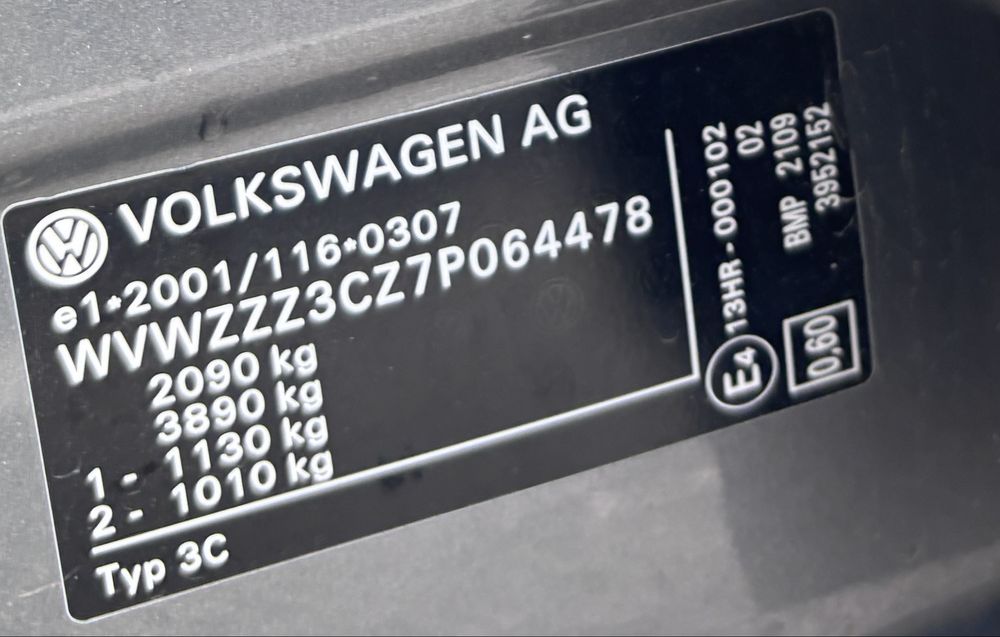 VOLKSWAGEN AG
e1*2001/116*0307
WVWZZZ3CZ7P064478
2090 kg
3890 kg
1 - 1130 kg
2 - 1010 kg
Typ 3C
E4 13HR-000102
02
BMP 2109
3952152
0,60